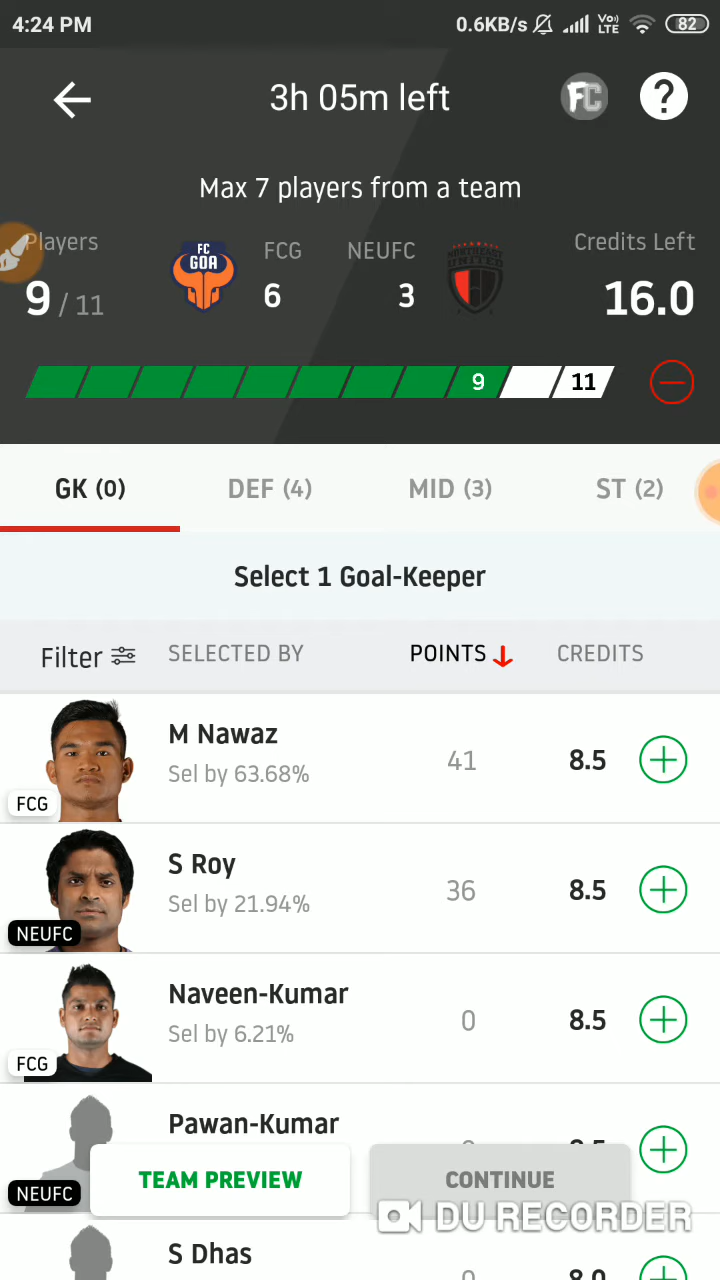 4:24 PM 0.6KB/s Vo)) LTE 82
3h 05m left FC ?
Max 7 players from a team
Players FC GOA FCG NEUFC NORTHEAST UNITED Credits Left
9 / 11 6 3 16.0
9 11
GK (0) DEF (4) MID (3) ST (2)
Select 1 Goal-Keeper
Filter SELECTED BY POINTS CREDITS
M Nawaz
Sel by 63.68% 41 8.5
FCG
S Roy
Sel by 21.94% 36 8.5
NEUFC
Naveen-Kumar
Sel by 6.21% 0 8.5
FCG
Pawan-Kumar
NEUFC
TEAM PREVIEW CONTINUE
DU RECORDER
S Dhas